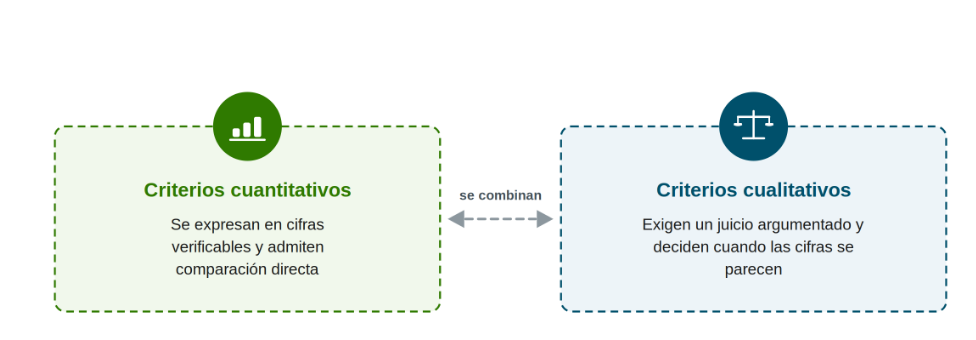 Criterios cuantitativos
Se expresan en cifras
verificables y admiten
comparación directa
se combinan
Criterios cualitativos
Exigen un juicio argumentado y
deciden cuando las cifras se
parecen